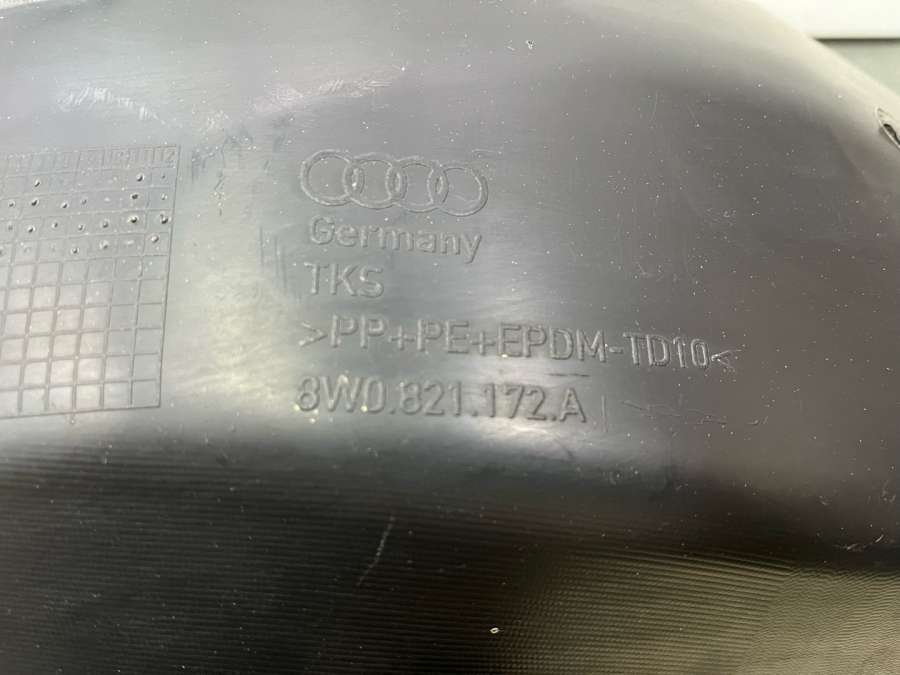 Germany
TKS
>PP+PE+EPDM-TD10<
8W0.821.172.A